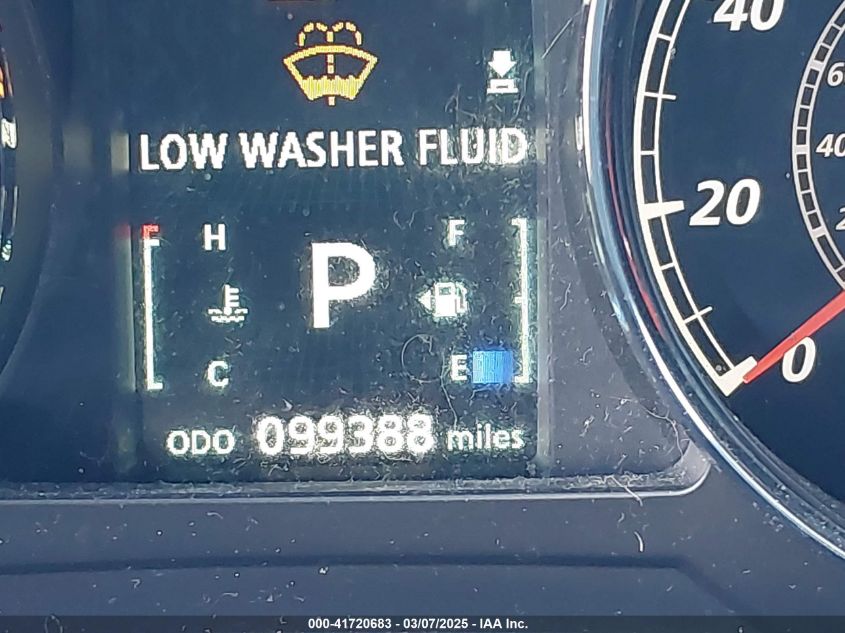 40
LOW WASHER FLUID
20
H
F
P
E
C
0
ODO 099388 miles
000-41720683 - 03/07/2025 - IAA Inc.